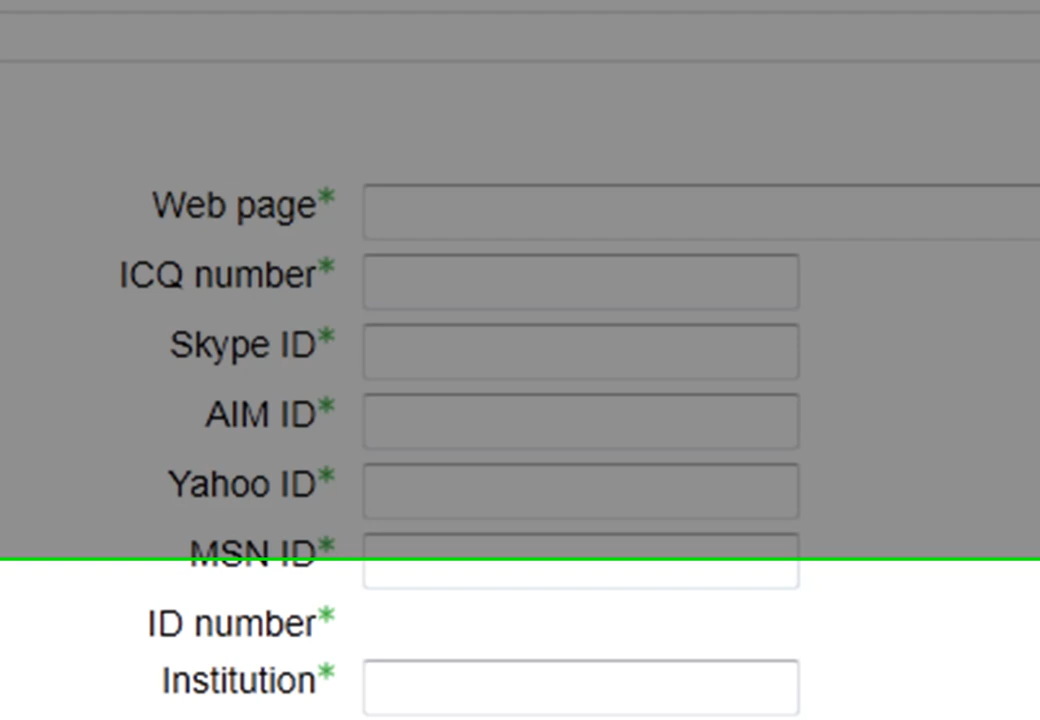 Web page*
ICQ number*
Skype ID*
AIM ID*
Yahoo ID*
MSN ID*
ID number*
Institution*